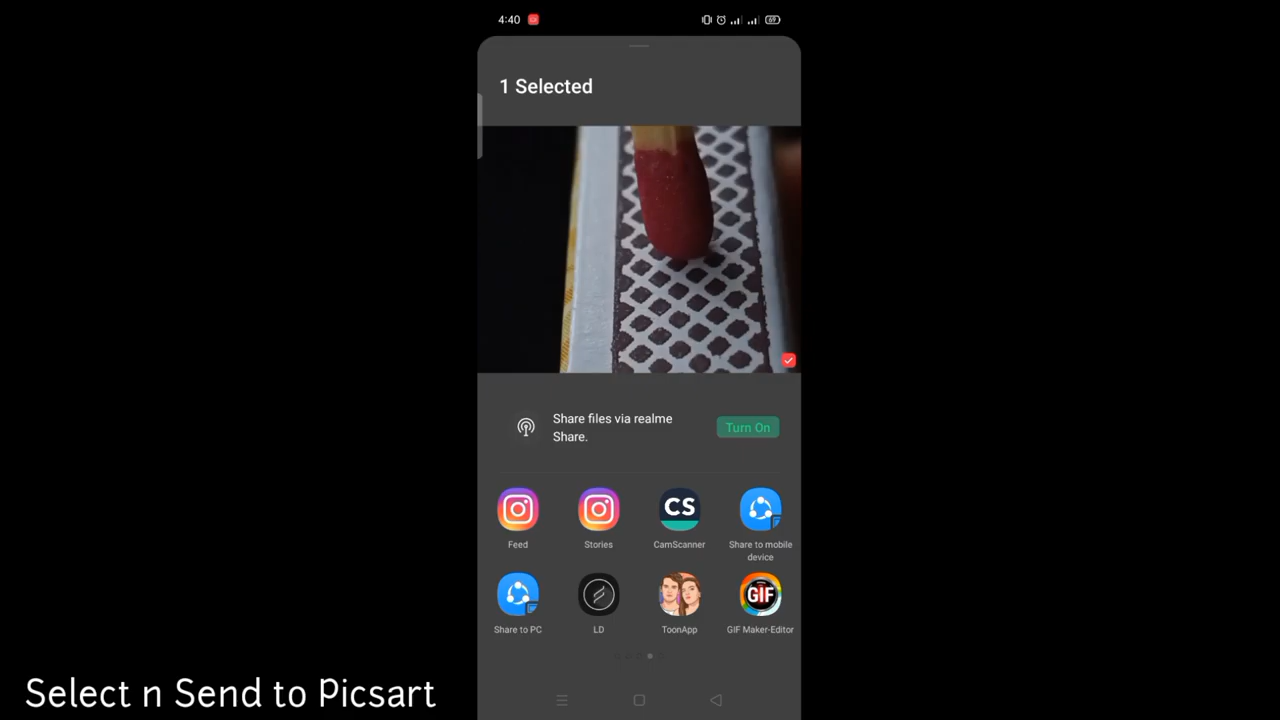 4:40
69
1 Selected
Share files via realme
Share.
Turn On
CS
Feed
Stories
CamScanner
Share to mobile
device
GIF
Share to PC
LD
ToonApp
GIF Maker-Editor
Select n Send to Picsart